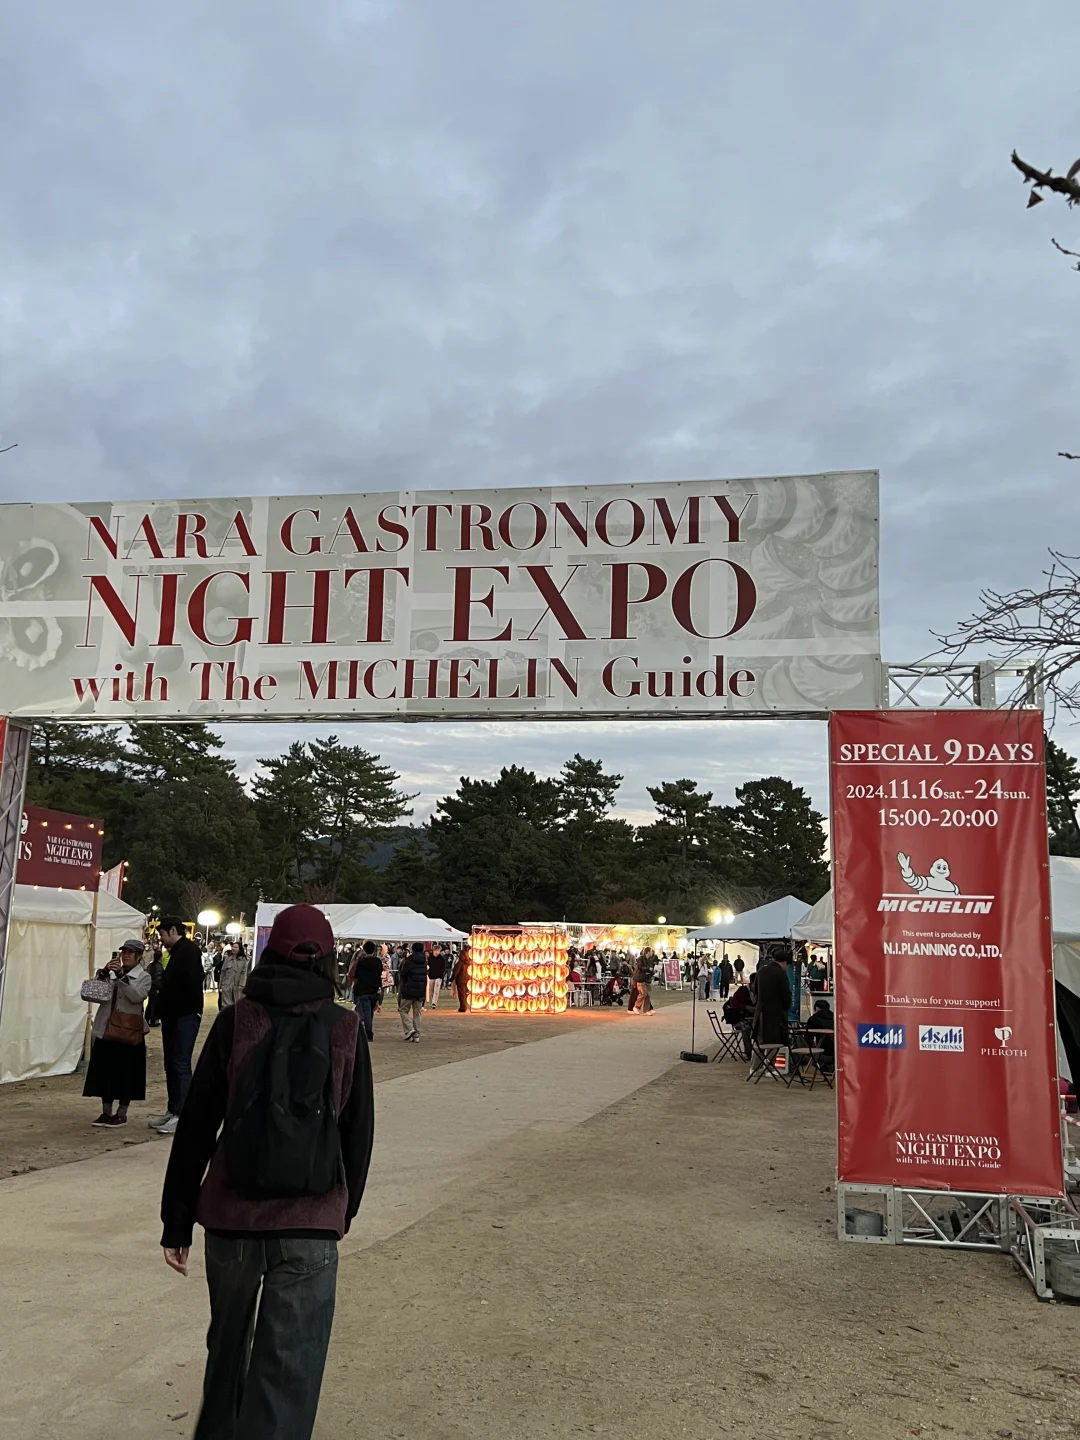 NARA GASTRONOMY
NIGHT EXPO
with The MICHELIN Guide
TS
NARA GASTRONOMY
NIGHT EXPO
with The MICHELIN Guide
SPECIAL 9 DAYS
2024.11.16sat.-24sun.
15:00-20:00
MICHELIN
This event is produced by
N.I.PLANNING CO.,LTD.
Thank you for your support!
Asahi
Asahi
SOFT DRINKS
PIEROTH
NARA GASTRONOMY
NIGHT EXPO
with The MICHELIN Guide